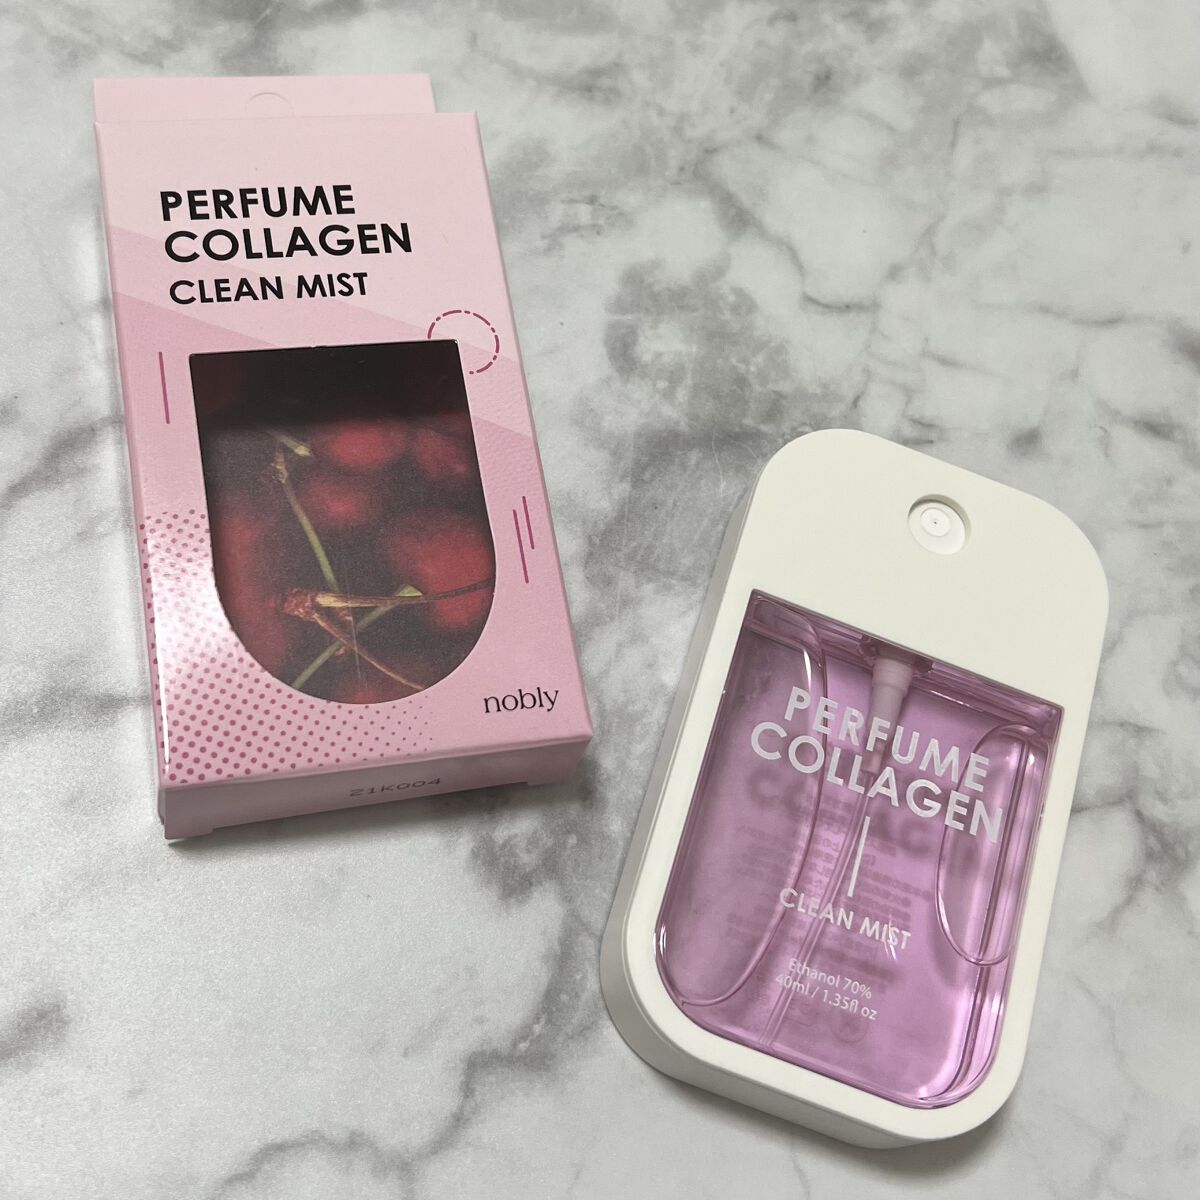 PERFUME
COLLAGEN
CLEAN MIST
nobly
21K004
PERFUME
COLLAGEN
CLEAN MIST
Ethanol 70%
40ml / 1.35fl oz